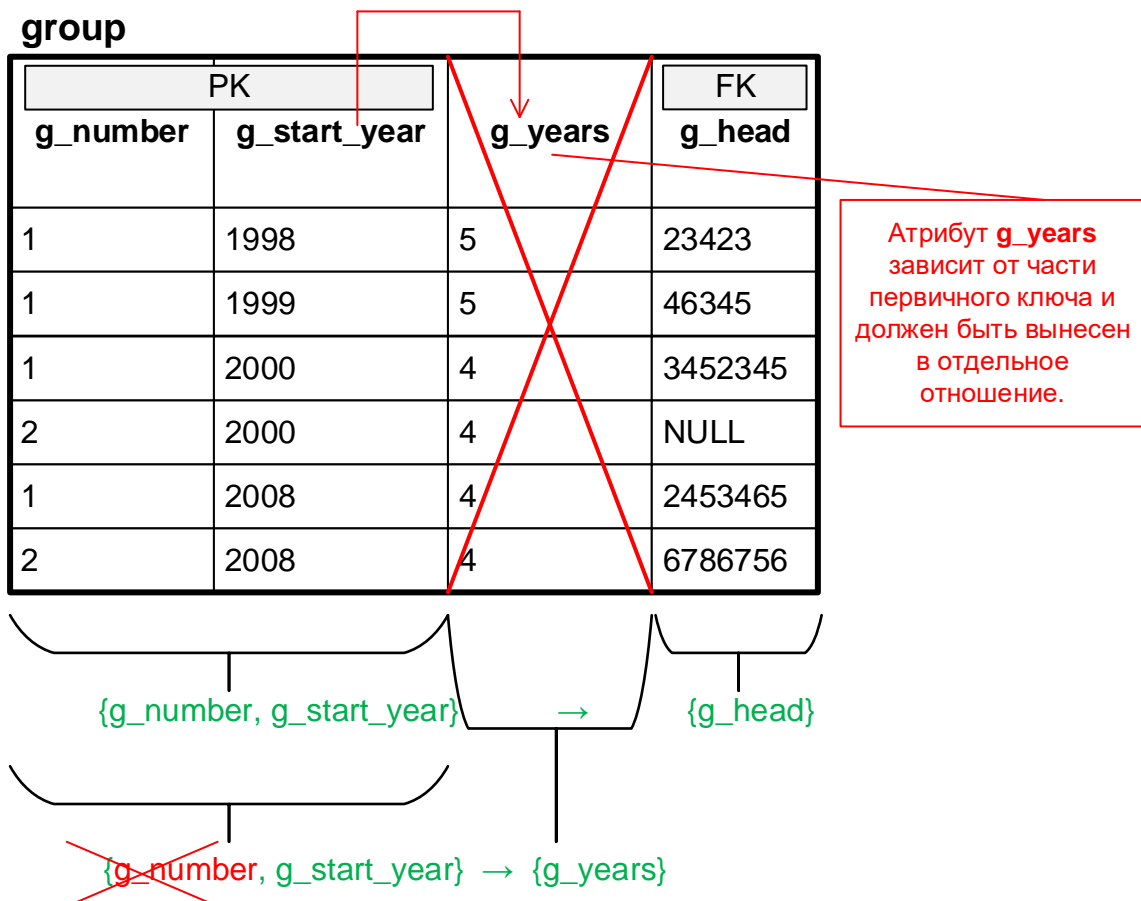 group
PK FK
g_number g_start_year g_years g_head
1 1998 5 23423
1 1999 5 46345
1 2000 4 3452345
2 2000 4 NULL
1 2008 4 2453465
2 2008 4 6786756
Атрибут g_years
зависит от части
первичного ключа и
должен быть вынесен
в отдельное
отношение.
{g_number, g_start_year} → {g_head}
{g_number, g_start_year} → {g_years}